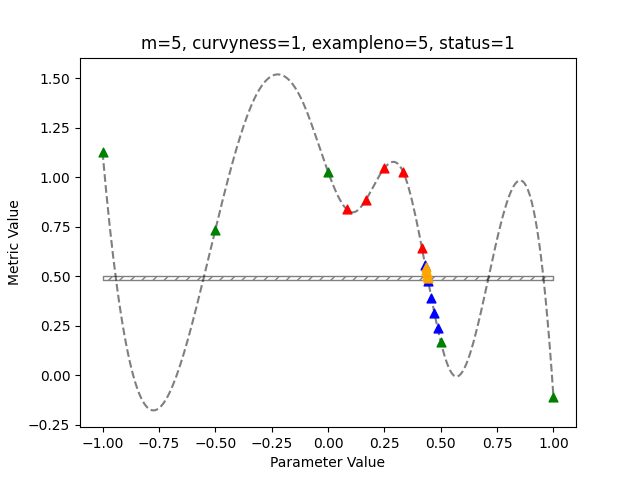 m=5, curvyness=1, exampleno=5, status=1
Metric Value
1.50
1.25
1.00
0.75
0.50
0.25
0.00
−0.25
−1.00 −0.75 −0.50 −0.25 0.00 0.25 0.50 0.75 1.00
Parameter Value